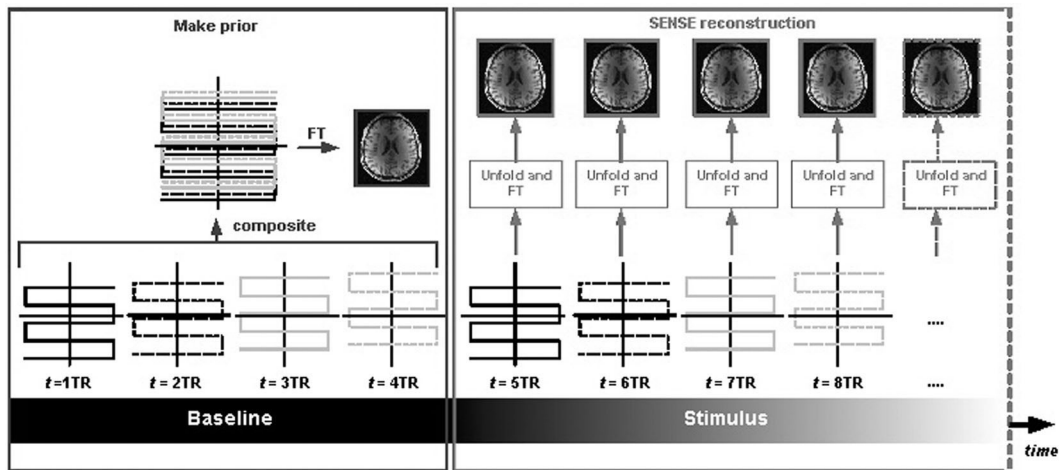 Make prior
SENSE reconstruction
FT
Unfold and
FT
Unfold and
FT
Unfold and
FT
Unfold and
FT
Unfold and
FT
composite
t=1TR
t = 2TR
t = 3TR
t = 4TR
t = 5TR
t = 6TR
t = 7TR
t = 8TR
....
....
Baseline
Stimulus
time